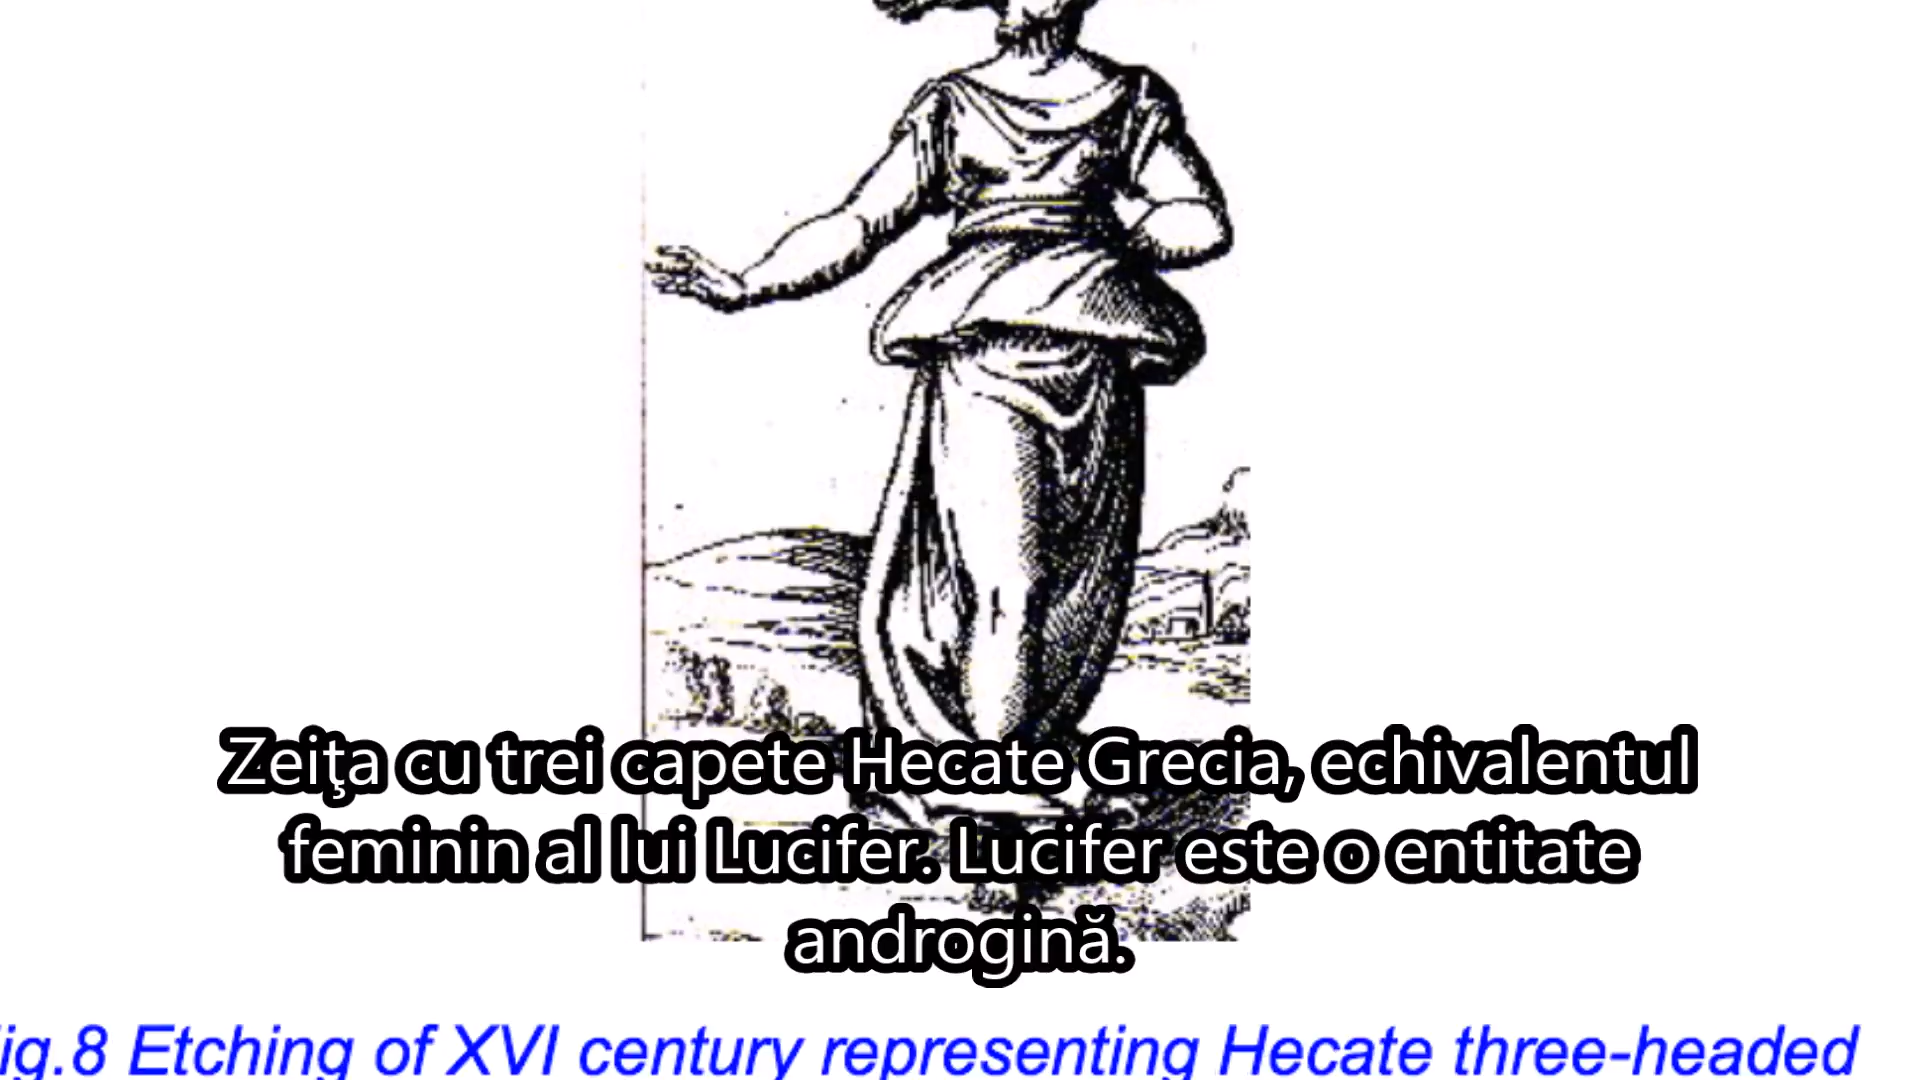 Zeiţa cu trei capete Hecate Grecia, echivalentul
feminin al lui Lucifer. Lucifer este o entitate
androgină.
ig.8 Etching of XVI century representing Hecate three-headed